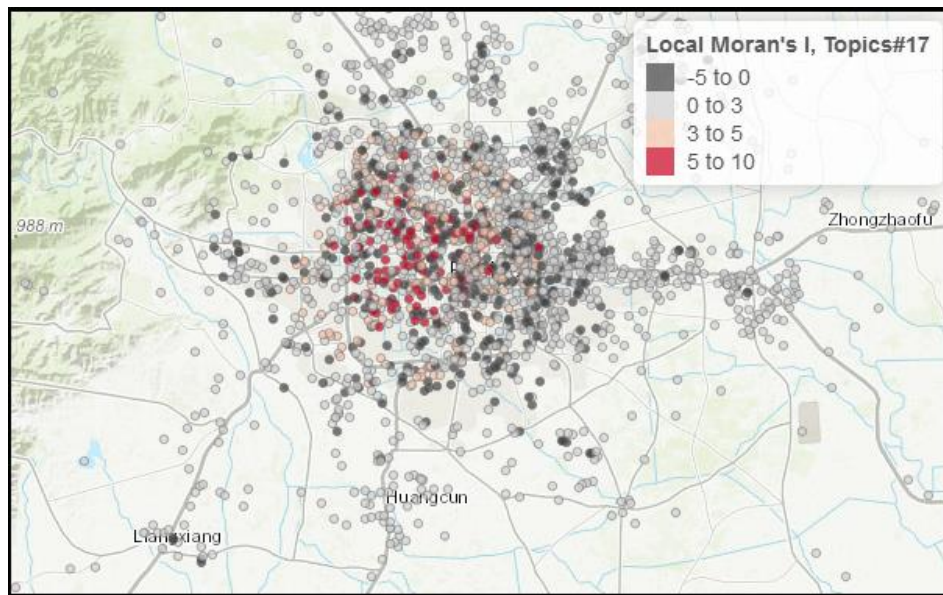 Local Moran's I, Topics#17
-5 to 0
0 to 3
3 to 5
5 to 10
988 m
Zhongzhaofu
Huangcun